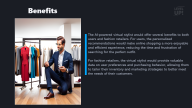 Benefits
The AI-powered virtual stylist would offer several benefits to both
users and fashion retailers. For users, the personalized
recommendations would make online shopping a more enjoyable
and efficient experience, reducing the time and frustration of
searching for the perfect outfit.
For fashion retailers, the virtual stylist would provide valuable
data on user preferences and purchasing behavior, allowing them
to tailor their inventory and marketing strategies to better meet
the needs of their customers.